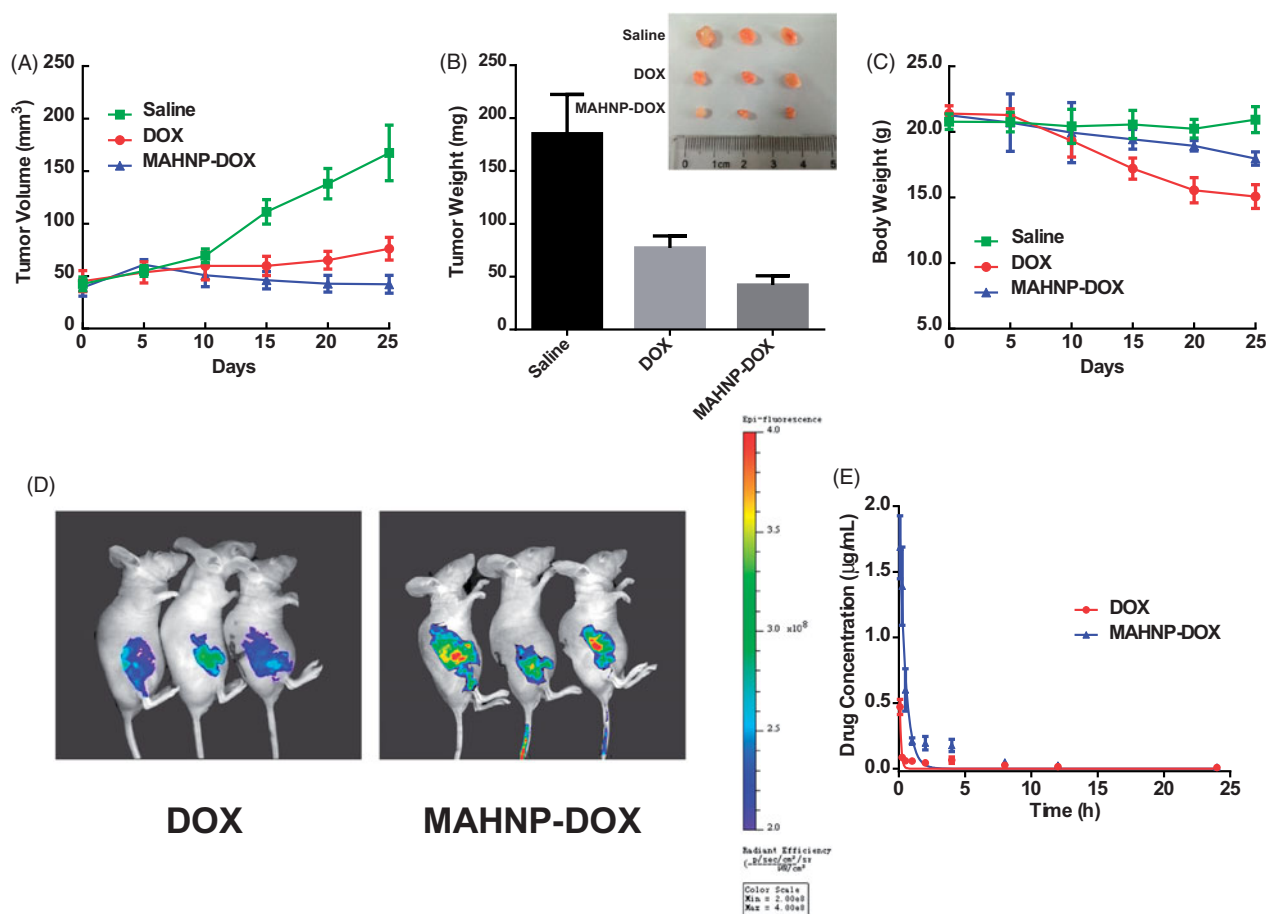 (A)
Tumor Volume (mm³)
250
200
150
100
50
0
Saline
DOX
MAHNP-DOX
0 5 10 15 20 25
Days
(B)
Tumor Weight (mg)
250
200
150
100
50
0
Saline
DOX
MAHNP-DOX
Saline
DOX
MAHNP-DOX
0 1cm 2 3 4 5
(C)
Body Weight (g)
25.0
20.0
15.0
10.0
5.0
Saline
DOX
MAHNP-DOX
0 5 10 15 20 25
Days
(D)
DOX
MAHNP-DOX
Epi-fluorescence
4.0
3.5
3.0
x10⁸
2.5
2.0
Radiant Efficiency
(p/sec/cm²/sr
µW/cm²
Color Scale
Min = 2.00e8
Max = 4.00e8
(E)
Drug Concentration (µg/mL)
2.0
1.5
1.0
0.5
0.0
DOX
MAHNP-DOX
0 5 10 15 20 25
Time (h)